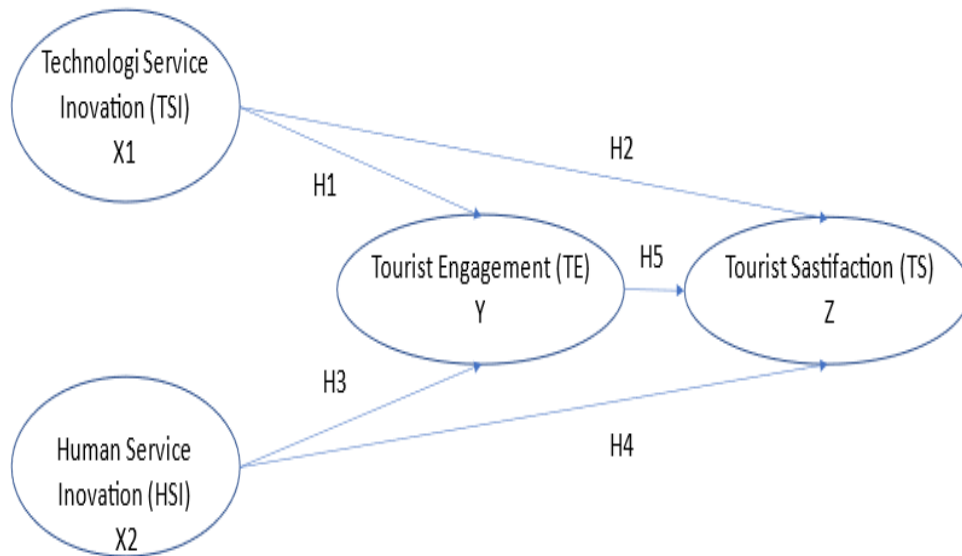 Technologi Service
Inovation (TSI)
X1
H2
H1
Tourist Engagement (TE)
Y
H5
Tourist Sastifaction (TS)
Z
H3
H4
Human Service
Inovation (HSI)
X2